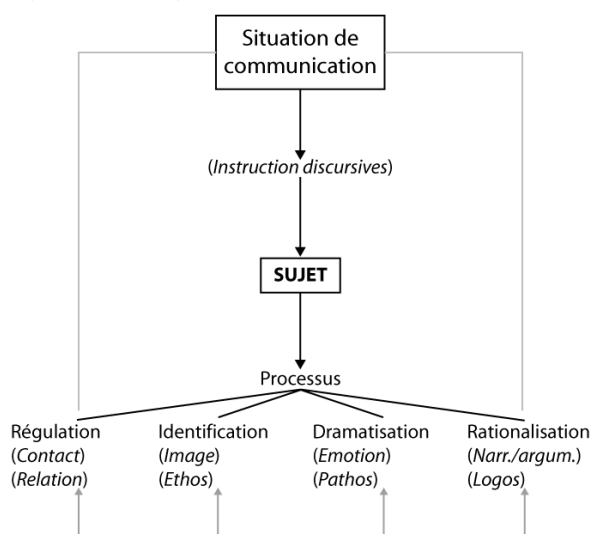 Situation de
communication
(Instruction discursives)
SUJET
Processus
Régulation
(Contact)
(Relation)
Identification
(Image)
(Ethos)
Dramatisation
(Emotion)
(Pathos)
Rationalisation
(Narr./argum.)
(Logos)